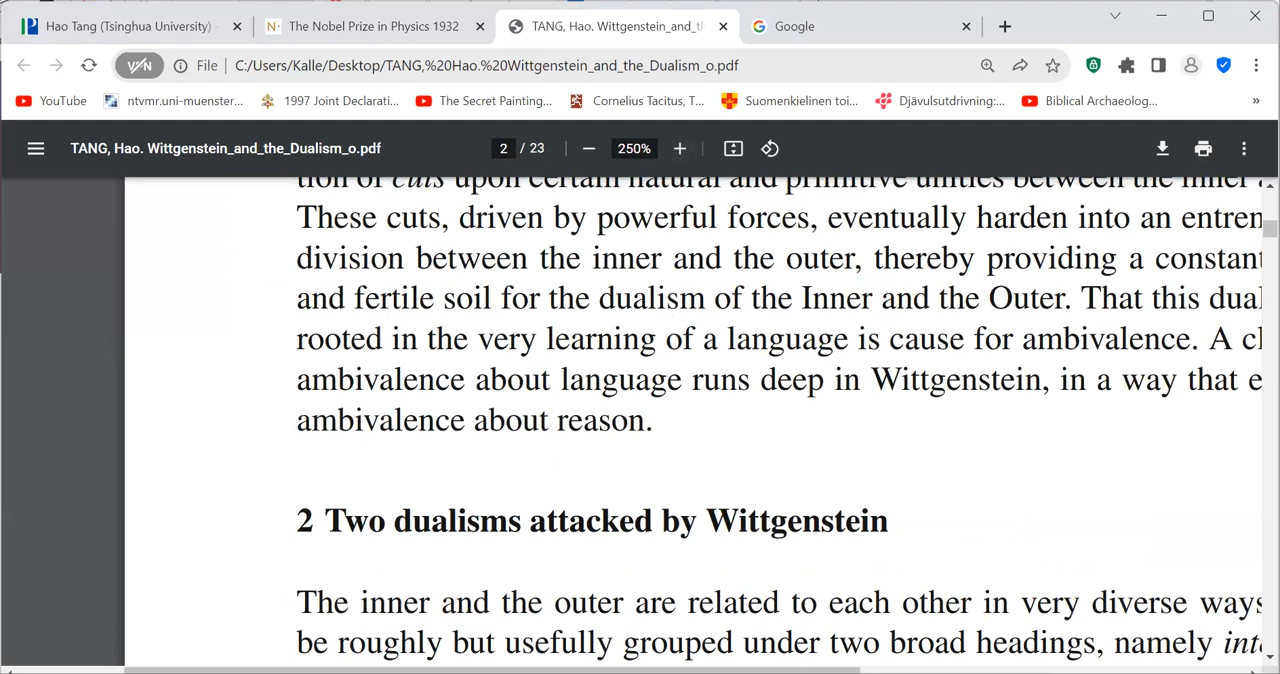 Hao Tang (Tsinghua University)
The Nobel Prize in Physics 1932
TANG, Hao. Wittgenstein_and_th
Google
File
C:/Users/Kalle/Desktop/TANG,%20Hao.%20Wittgenstein_and_the_Dualism_o.pdf
YouTube
ntvmr.uni-muenster...
1997 Joint Declarati...
The Secret Painting...
Cornelius Tacitus, T...
Suomenkielinen toi...
Djävulsutdrivning:...
Biblical Archaeolog...
»
TANG, Hao. Wittgenstein_and_the_Dualism_o.pdf
2 / 23
250%
tion of cuts upon certain natural and primitive unities between the inner
These cuts, driven by powerful forces, eventually harden into an entren
division between the inner and the outer, thereby providing a constant
and fertile soil for the dualism of the Inner and the Outer. That this dual
rooted in the very learning of a language is cause for ambivalence. A cl
ambivalence about language runs deep in Wittgenstein, in a way that e
ambivalence about reason.
2 Two dualisms attacked by Wittgenstein
The inner and the outer are related to each other in very diverse ways
be roughly but usefully grouped under two broad headings, namely inte